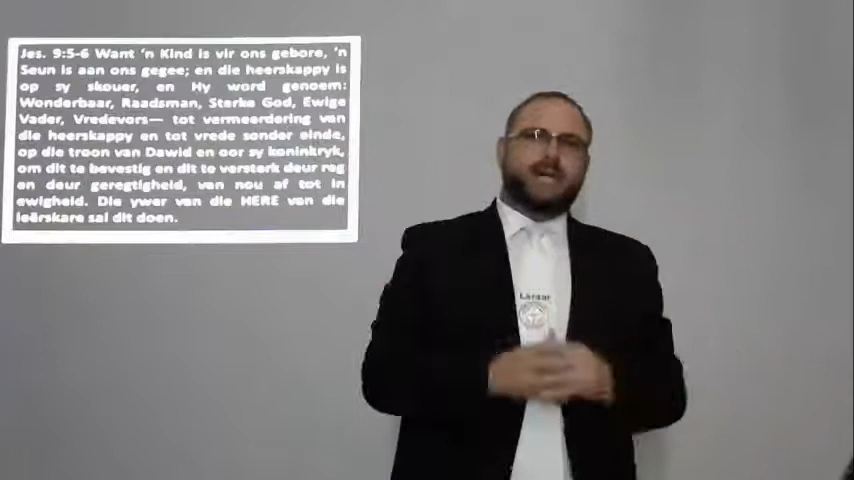 Jes. 9:5-6 Want 'n Kind is vir ons gebore, 'n
Seun is aan ons gegee; en die heerskappy is
op sy skouer, en Hy word genoem:
Wonderbaar, Raadsman, Sterke God, Ewige
Vader, Vredevors— tot vermeerdering van
die heerskappy en tot vrede sonder einde,
op die troon van Dawid en oor sy koninkryk,
om dit te bevestig en dit te versterk deur reg
en deur geregtigheid, van nou af tot in
ewigheid. Die ywer van die HERE van die
leërskare sal dit doen.
Leraar